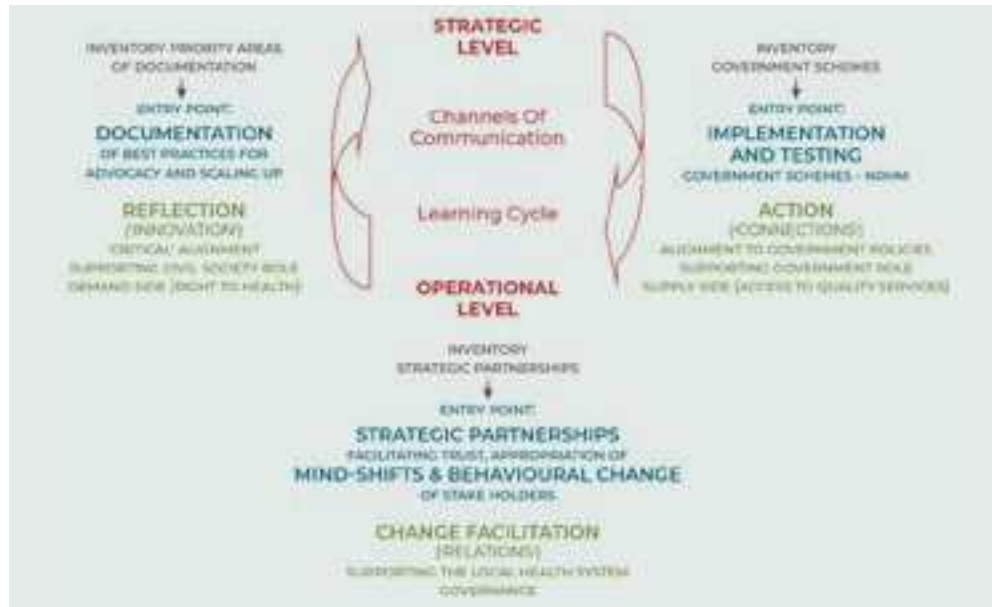 INVENTORY PRIORITY AREAS
OF DOCUMENTATION
ENTRY POINT:
DOCUMENTATION
OF BEST PRACTICES FOR
ADVOCACY AND SCALING UP
REFLECTION
(INNOVATION)
'CRITICAL' ALIGNMENT
SUPPORTING CIVIL SOCIETY ROLE
DEMAND SIDE (RIGHT TO HEALTH)
STRATEGIC
LEVEL
Channels Of
Communication
Learning Cycle
OPERATIONAL
LEVEL
INVENTORY
GOVERNMENT SCHEMES
ENTRY POINT:
IMPLEMENTATION
AND TESTING
GOVERNMENT SCHEMES - NDHM
ACTION
(CONNECTIONS)
ALIGNMENT TO GOVERNMENT POLICIES
SUPPORTING GOVERNMENT ROLE
SUPPLY SIDE (ACCESS TO QUALITY SERVICES)
INVENTORY
STRATEGIC PARTNERSHIPS
ENTRY POINT:
STRATEGIC PARTNERSHIPS
FACILITATING TRUST, APPROPRIATION OF
MIND-SHIFTS & BEHAVIOURAL CHANGE
OF STAKE HOLDERS
CHANGE FACILITATION
(RELATIONS)
SUPPORTING THE LOCAL HEALTH SYSTEM
GOVERNANCE